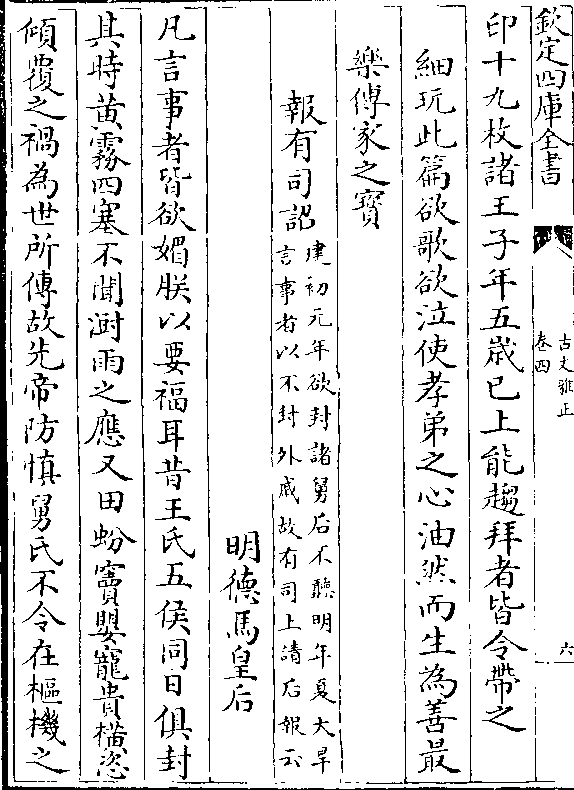 欽定四庫全書
古文雅正
卷四
六
印十九枚諸王子年五歲已上能趨拜者皆令帶之
細玩此篇欲歌欲泣使孝弟之心油然而生為善最
樂傳家之寶
報有司詔
建初元年欲封諸舅后不聽明年夏大旱
言事者以不封外戚故有司上請后報云
明德馬皇后
凡言事者皆欲媚朕以要福耳昔王氏五侯同日俱封
其時黃霧四塞不聞澍雨之應又田蚡竇嬰寵貴橫恣
傾覆之禍為世所傳故先帝防慎舅氏不令在樞機之